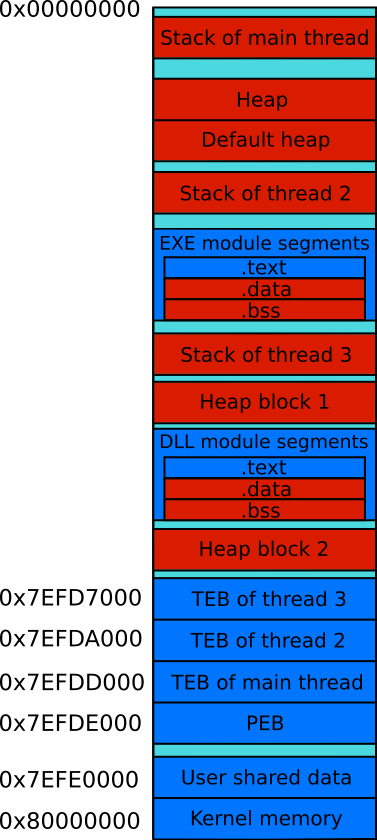 0x00000000
Stack of main thread
Heap
Default heap
Stack of thread 2
EXE module segments
.text
.data
.bss
Stack of thread 3
Heap block 1
DLL module segments
.text
.data
.bss
Heap block 2
0x7EFD7000 TEB of thread 3
0x7EFDA000 TEB of thread 2
0x7EFDD000 TEB of main thread
0x7EFDE000 PEB
0x7EFE0000 User shared data
0x80000000 Kernel memory